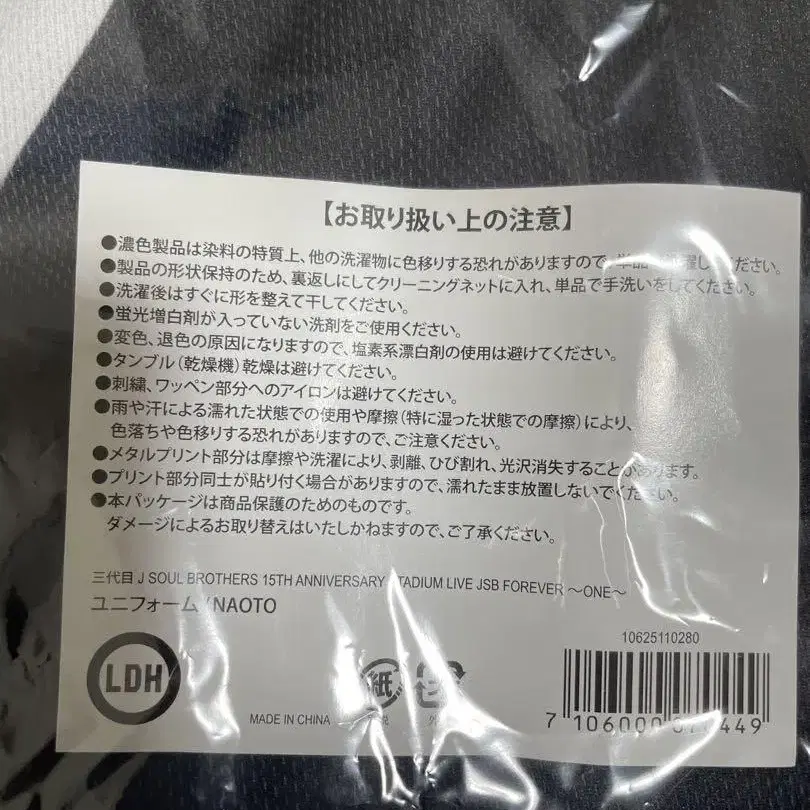 【お取り扱い上の注意】
●濃色製品は染料の特質上、他の洗濯物に色移りする恐れがありますので、ください。
●製品の形状保持のため、裏返しにしてクリーニングネットに入れ、単品で手洗いをしてください。
●洗濯後はすぐに形を整えて干してください。
●蛍光増白剤が入っていない洗剤をご使用ください。
●変色、退色の原因になりますので、塩素系漂白剤の使用は避けてください。
●タンブル(乾燥機)乾燥は避けてください。
●刺繍、ワッペン部分へのアイロンは避けてください。
●雨や汗による濡れた状態での使用や摩擦(特に湿った状態での摩擦)により、
色落ちや色移りする恐れがありますので、ご注意ください。
●メタルプリント部分は摩擦や洗濯により、剥離、ひび割れ、光沢消失することがあります。
●プリント部分同士が貼り付く場合がありますので、濡れたまま放置しないでください。
●本パッケージは商品保護のためのものです。
ダメージによるお取り替えはいたしかねますので、ご了承ください。
三代目 J SOUL BROTHERS 15TH ANNIVERSARY STADIUM LIVE JSB FOREVER ～ONE～
ユニフォーム/NAOTO
LDH
紙
MADE IN CHINA
10625110280